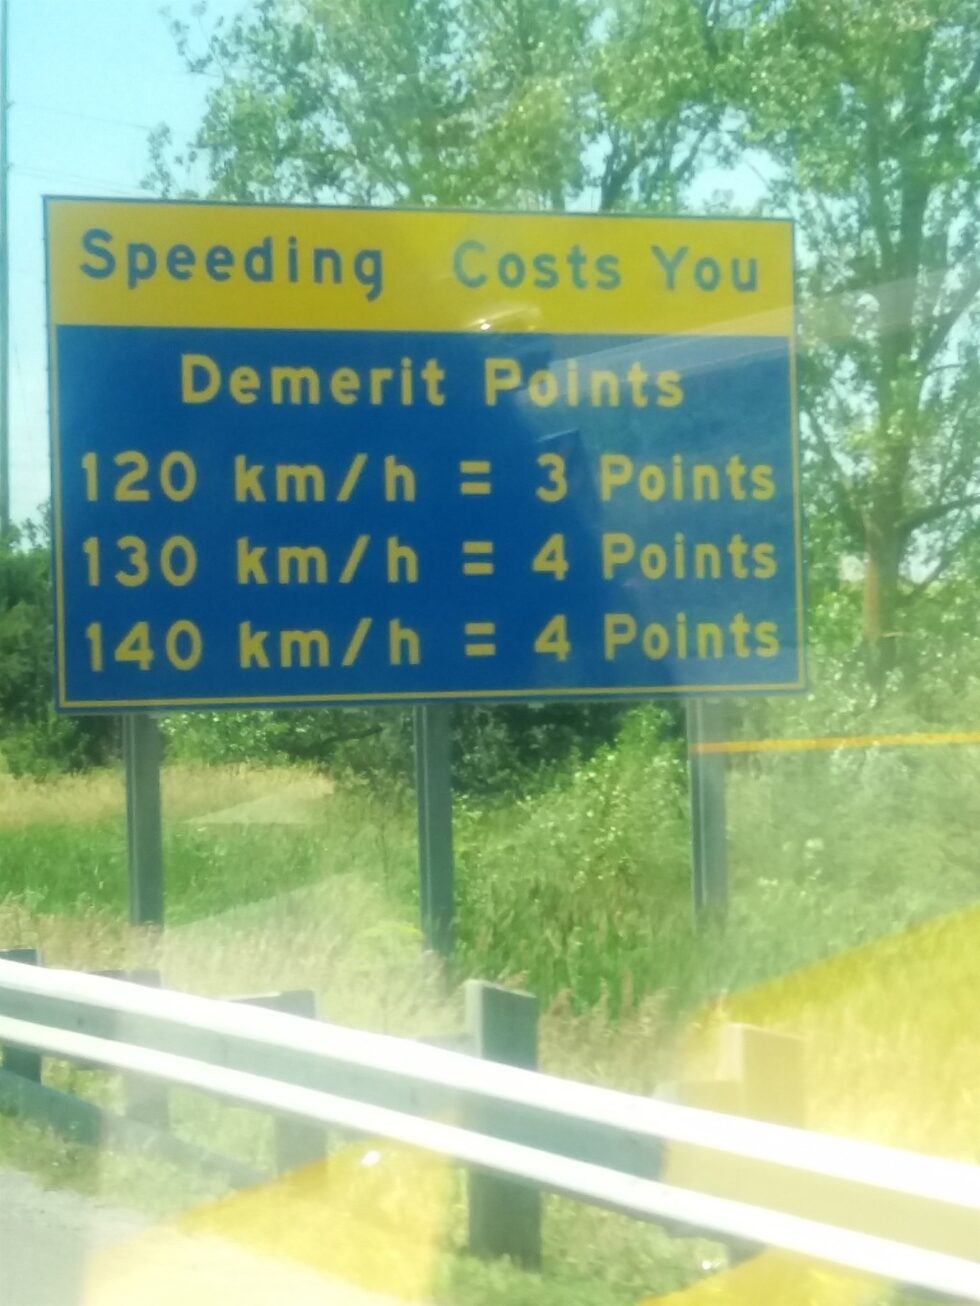 Speeding Costs You
Demerit Points
120 km/h = 3 Points
130 km/h = 4 Points
140 km/h = 4 Points